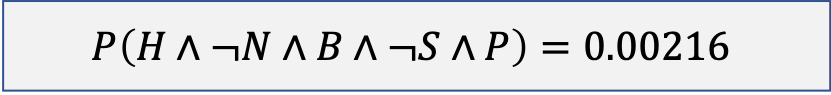 P(H ∧ ¬N ∧ B ∧ ¬S ∧ P) = 0.00216